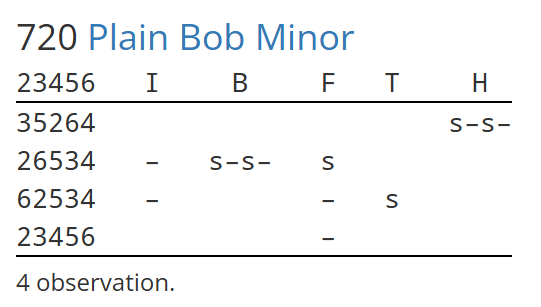 720 Plain Bob Minor
23456 I B F T H
35264 s–s–
26534 – s–s– s
62534 – – s
23456 –
4 observation.